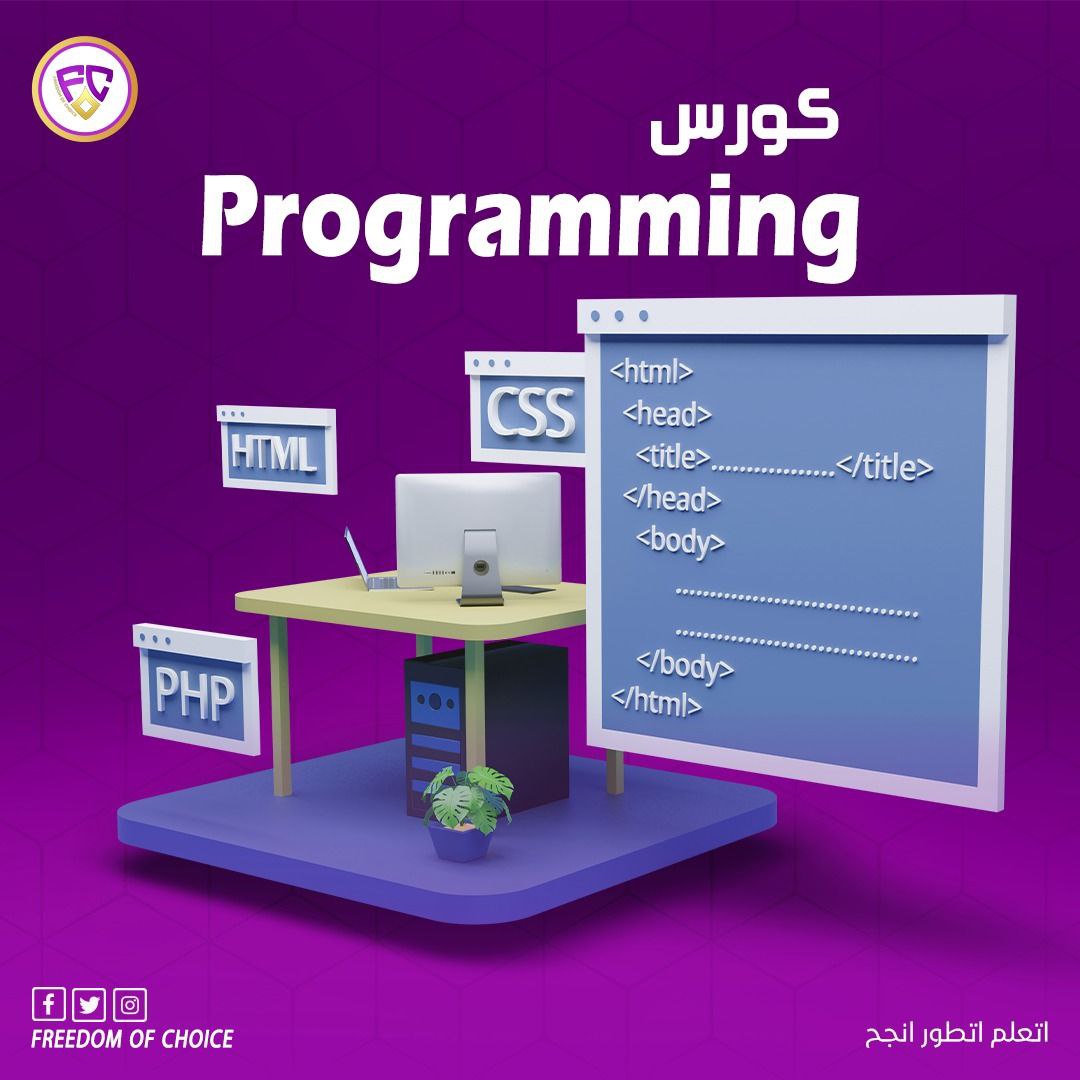 FC
كورس
Programming
HTML
CSS
PHP
<html>
<head>
<title>..................</title>
</head>
<body>
...................................
...................................
</body>
</html>
FREEDOM OF CHOICE
اتعلم اتطور انجح